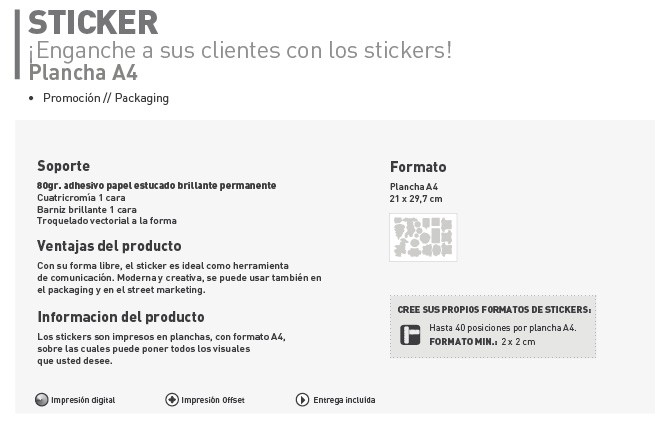 STICKER
¡Enganche a sus clientes con los stickers!
Plancha A4
• Promoción // Packaging
Soporte
80gr. adhesivo papel estucado brillante permanente
Cuatricromía 1 cara
Barniz brillante 1 cara
Troquelado vectorial a la forma
Ventajas del producto
Con su forma libre, el sticker es ideal como herramienta
de comunicación. Moderna y creativa, se puede usar también en
el packaging y en el street marketing.
Informacion del producto
Los stickers son impresos en planchas, con formato A4,
sobre las cuales puede poner todos los visuales
que usted desee.
Formato
Plancha A4
21 x 29,7 cm
CREE SUS PROPIOS FORMATOS DE STICKERS:
Hasta 40 posiciones por plancha A4.
FORMATO MIN.: 2 x 2 cm
Impresión digital
Impresión Offset
Entrega incluida